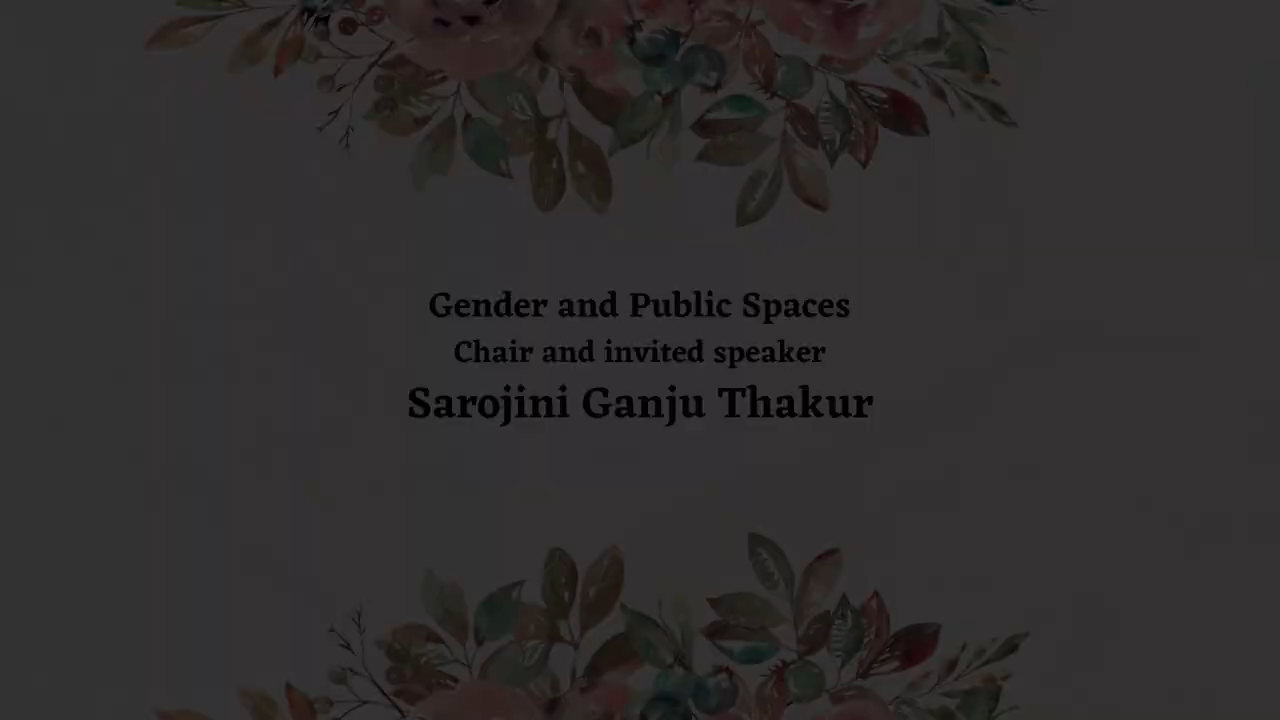 Gender and Public Spaces
Chair and invited speaker
Sarojini Ganju Thakur